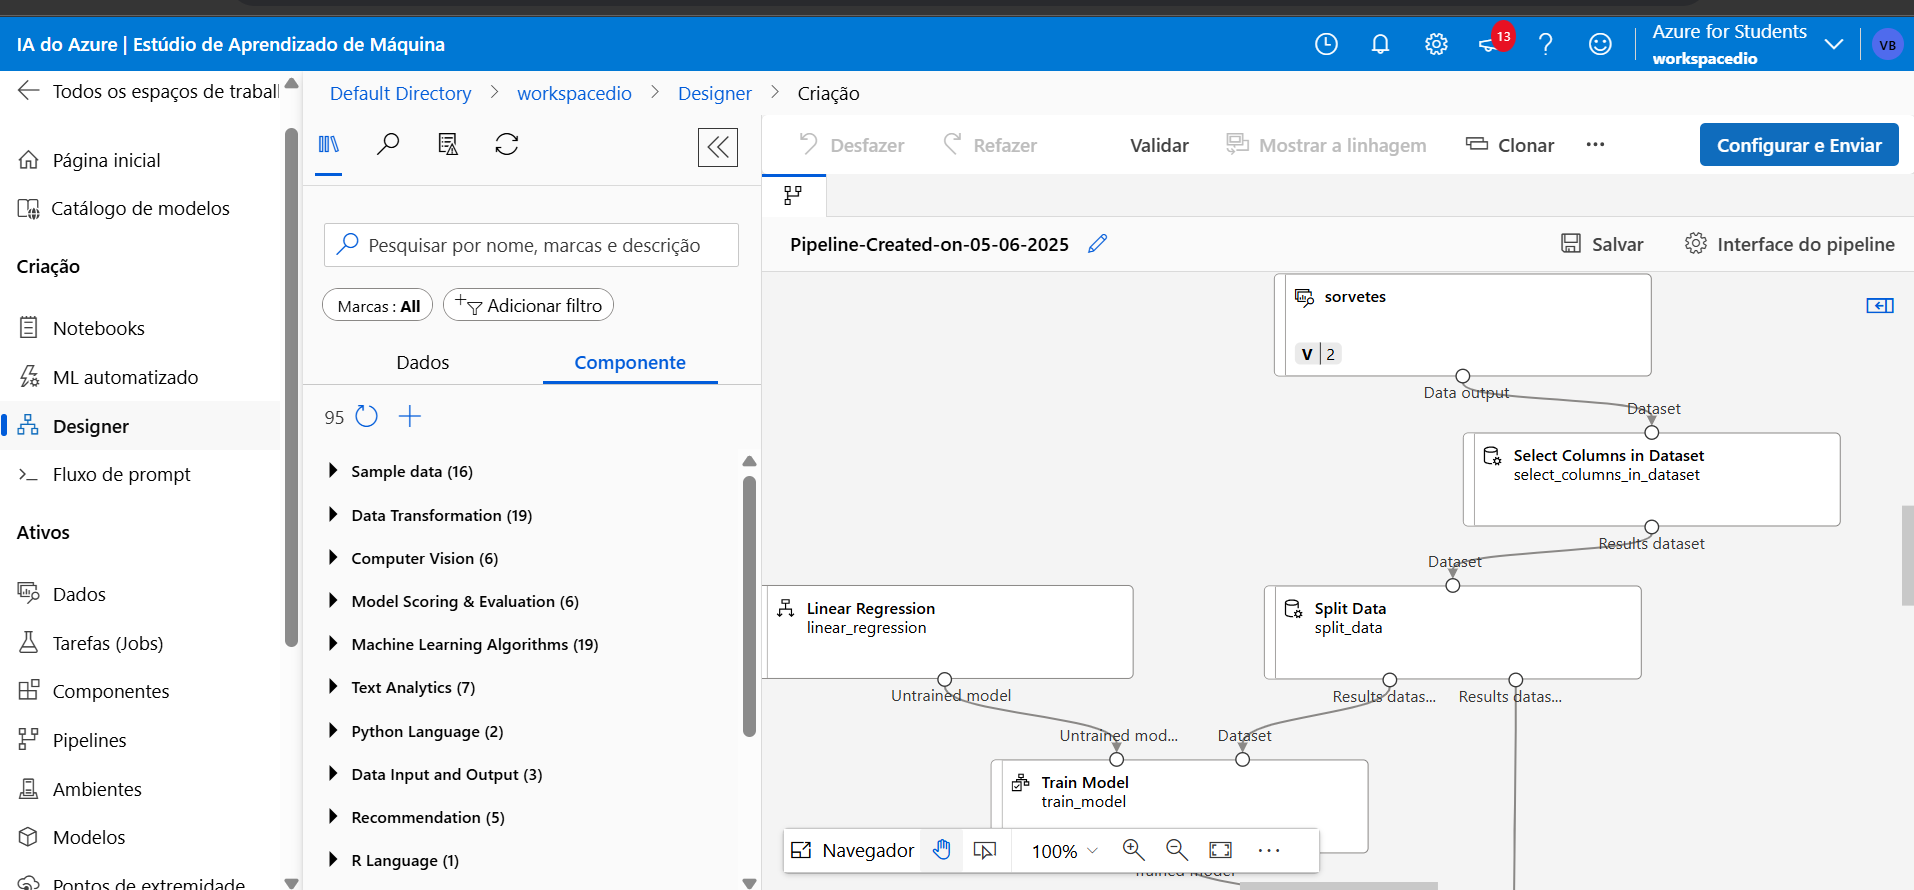 IA do Azure | Estúdio de Aprendizado de Máquina
13
Azure for Students
workspacedio
VB
Todos os espaços de traball
Página inicial
Catálogo de modelos
Criação
Notebooks
ML automatizado
Designer
Fluxo de prompt
Ativos
Dados
Tarefas (Jobs)
Componentes
Pipelines
Ambientes
Modelos
Pontos de extremidade
Default Directory > workspacedio > Designer > Criação
Pesquisar por nome, marcas e descrição
Marcas : All
Adicionar filtro
Dados
Componente
95
Sample data (16)
Data Transformation (19)
Computer Vision (6)
Model Scoring & Evaluation (6)
Machine Learning Algorithms (19)
Text Analytics (7)
Python Language (2)
Data Input and Output (3)
Recommendation (5)
R Language (1)
Desfazer
Refazer
Validar
Mostrar a linhagem
Clonar
Configurar e Enviar
Pipeline-Created-on-05-06-2025
Salvar
Interface do pipeline
sorvetes
V | 2
Data output
Dataset
Select Columns in Dataset
select_columns_in_dataset
Results dataset
Dataset
Linear Regression
linear_regression
Split Data
split_data
Untrained model
Results datas...
Results datas...
Untrained mod...
Dataset
Train Model
train_model
Navegador
100%
Trained model